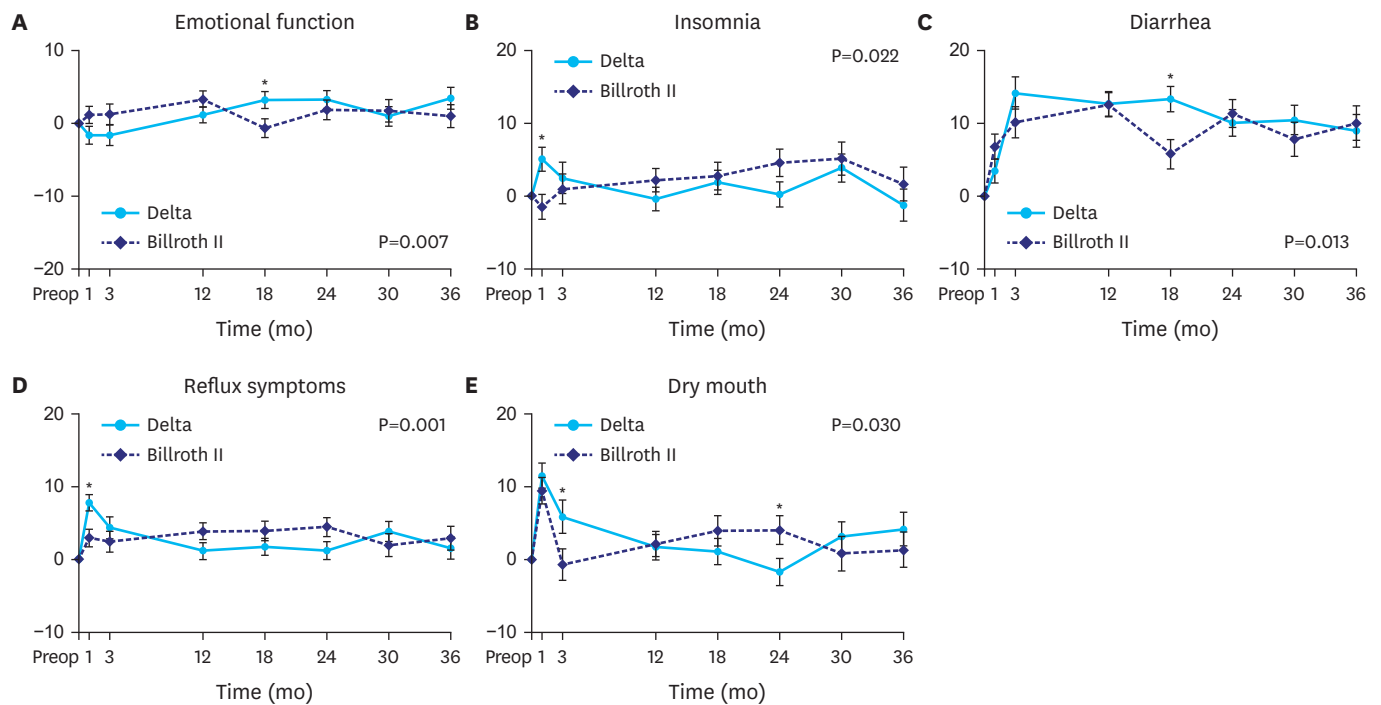 A Emotional function
10
0
−10
−20
*
Delta
Billroth II
P=0.007
Preop 1 3 12 18 24 30 36
Time (mo)
B Insomnia
20
10
0
−10
Delta
Billroth II
P=0.022
*
Preop 1 3 12 18 24 30 36
Time (mo)
C Diarrhea
20
10
0
−10
*
Delta
Billroth II
P=0.013
Preop 1 3 12 18 24 30 36
Time (mo)
D Reflux symptoms
20
10
0
−10
Delta
Billroth II
P=0.001
*
Preop 1 3 12 18 24 30 36
Time (mo)
E Dry mouth
20
10
0
−10
Delta
Billroth II
P=0.030
* *
Preop 1 3 12 18 24 30 36
Time (mo)